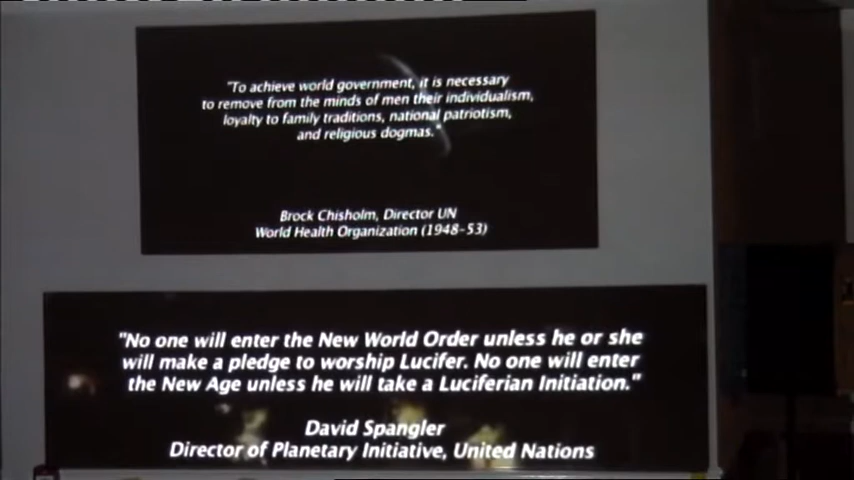 "To achieve world government, it is necessary
to remove from the minds of men their individualism,
loyalty to family traditions, national patriotism,
and religious dogmas."
Brock Chisholm, Director UN
World Health Organization (1948-53)
"No one will enter the New World Order unless he or she
will make a pledge to worship Lucifer. No one will enter
the New Age unless he will take a Luciferian Initiation."
David Spangler
Director of Planetary Initiative, United Nations